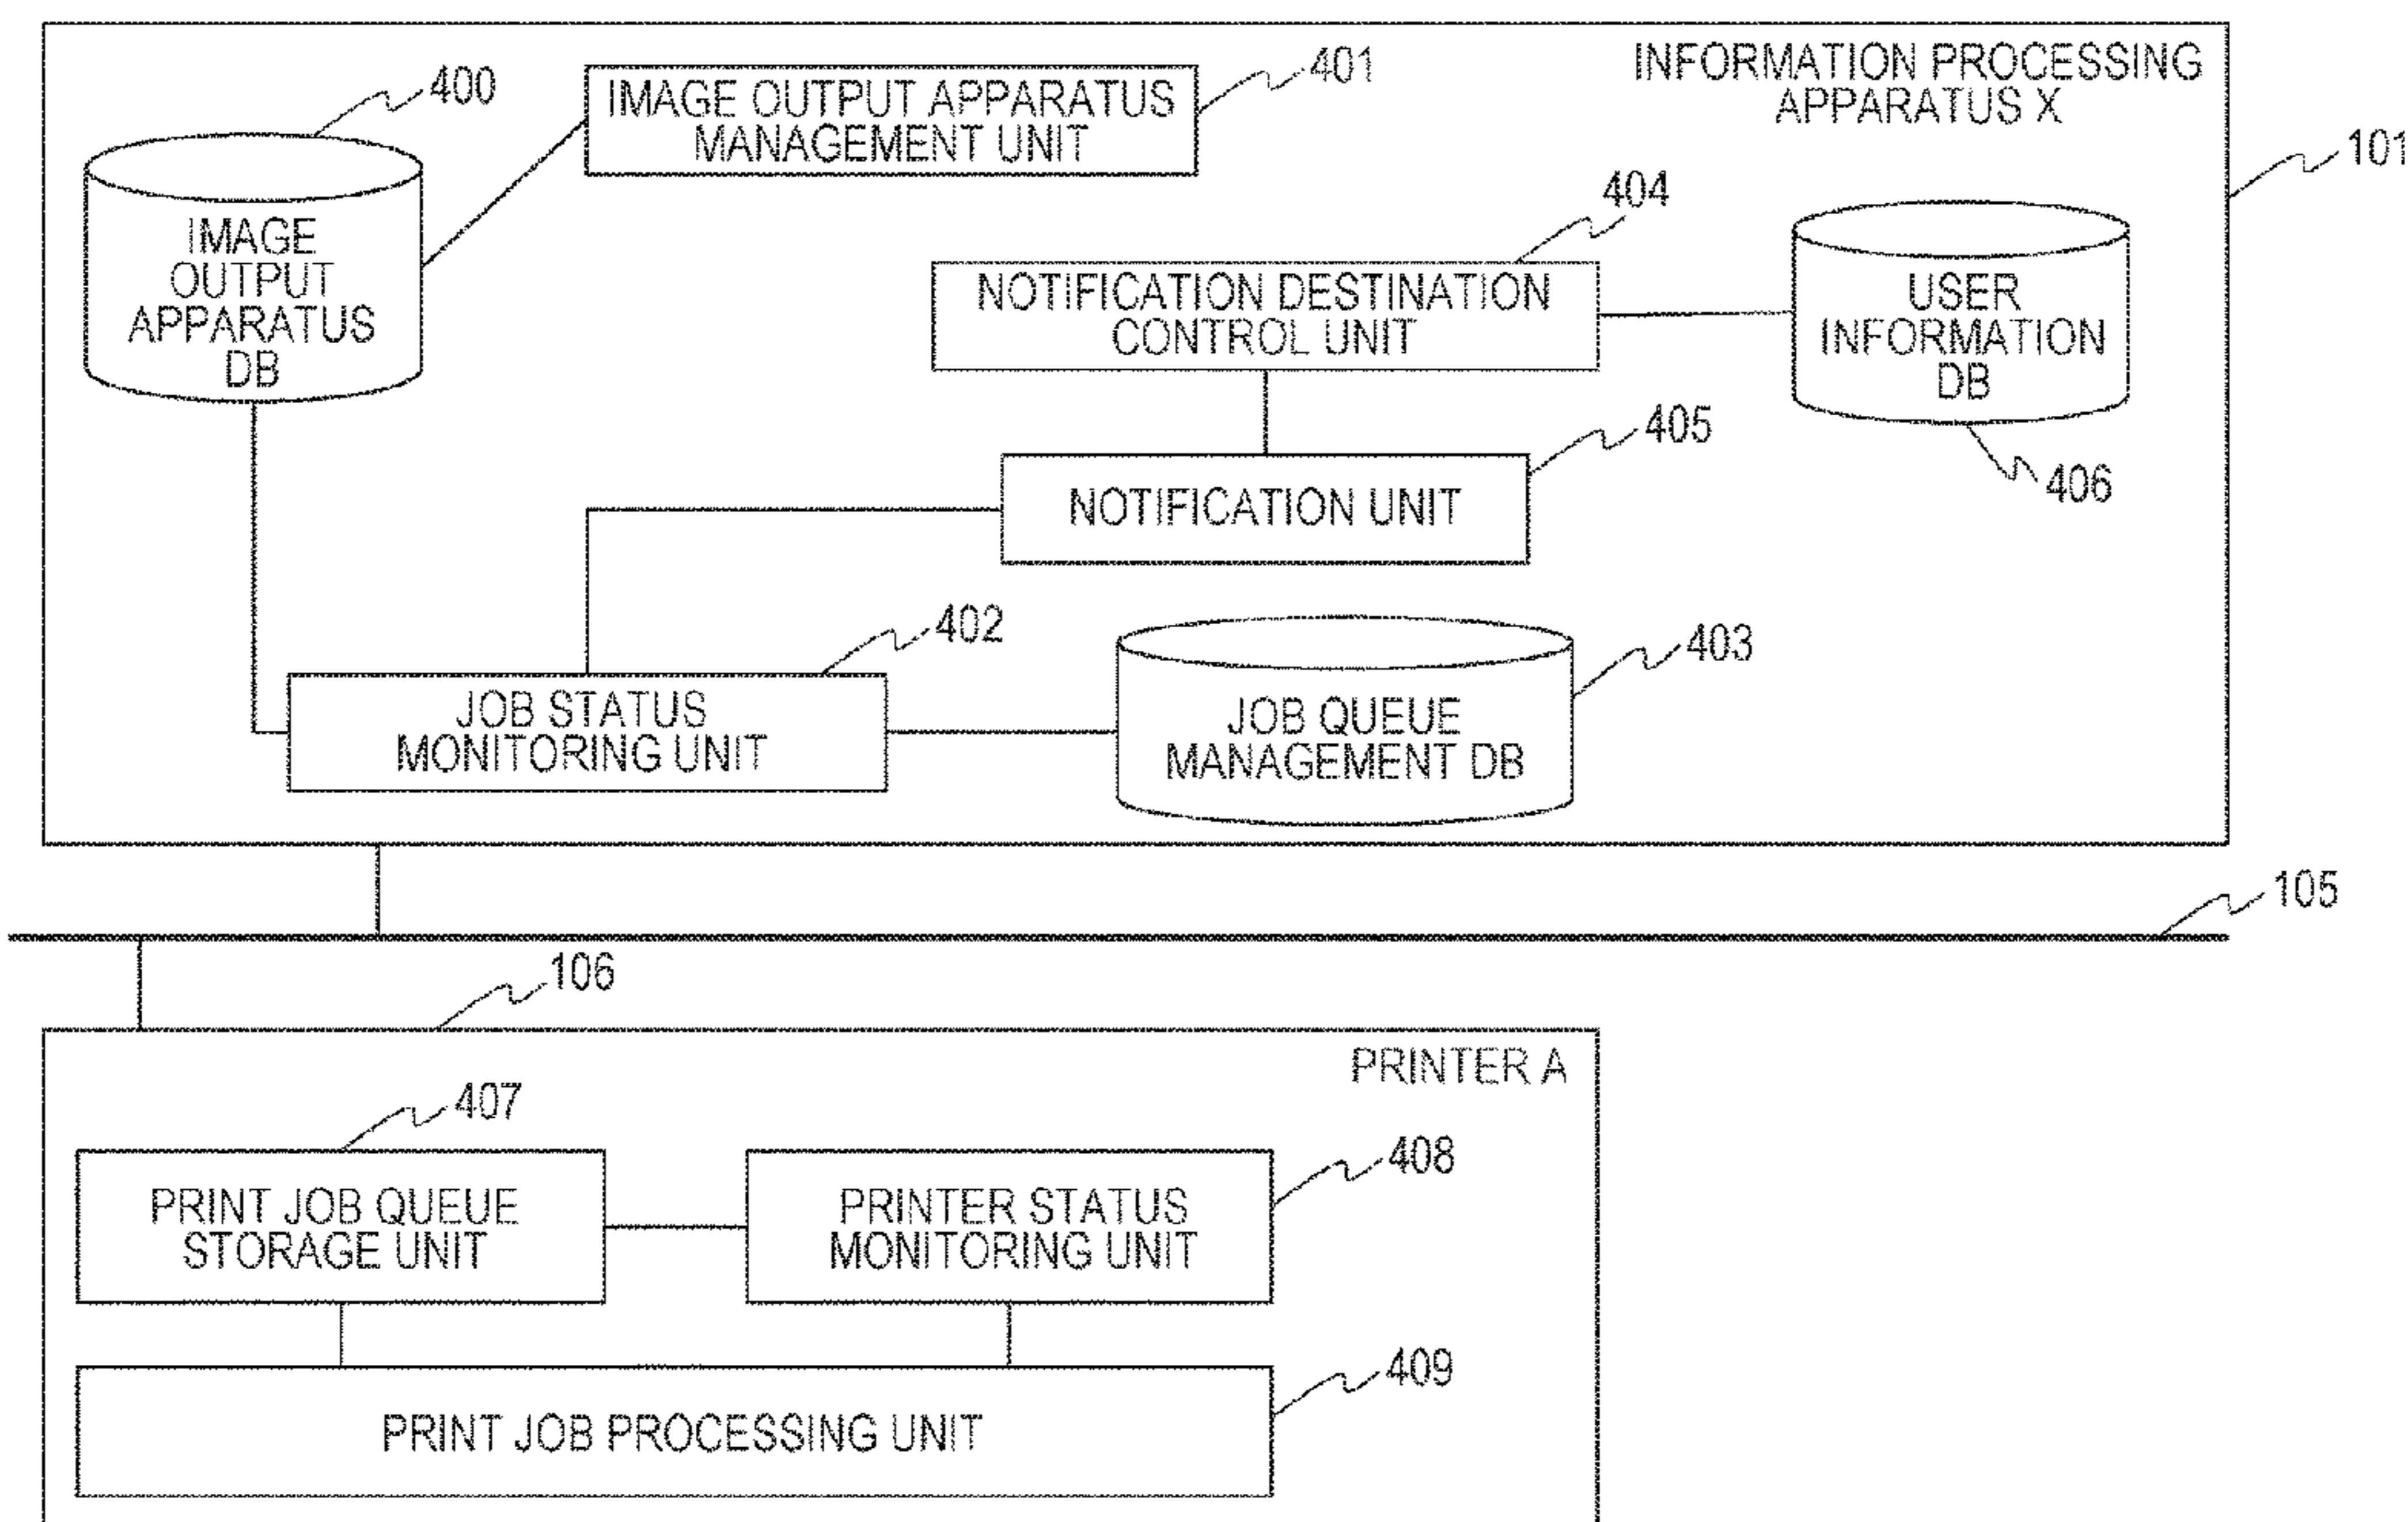 INFORMATION PROCESSING
APPARATUS X
101
400
401
IMAGE OUTPUT APPARATUS
MANAGEMENT UNIT
IMAGE
OUTPUT
APPARATUS
DB
404
NOTIFICATION DESTINATION
CONTROL UNIT
USER
INFORMATION
DB
406
405
NOTIFICATION UNIT
402
JOB STATUS
MONITORING UNIT
403
JOB QUEUE
MANAGEMENT DB
105
106
PRINTER A
407
PRINT JOB QUEUE
STORAGE UNIT
408
PRINTER STATUS
MONITORING UNIT
409
PRINT JOB PROCESSING UNIT